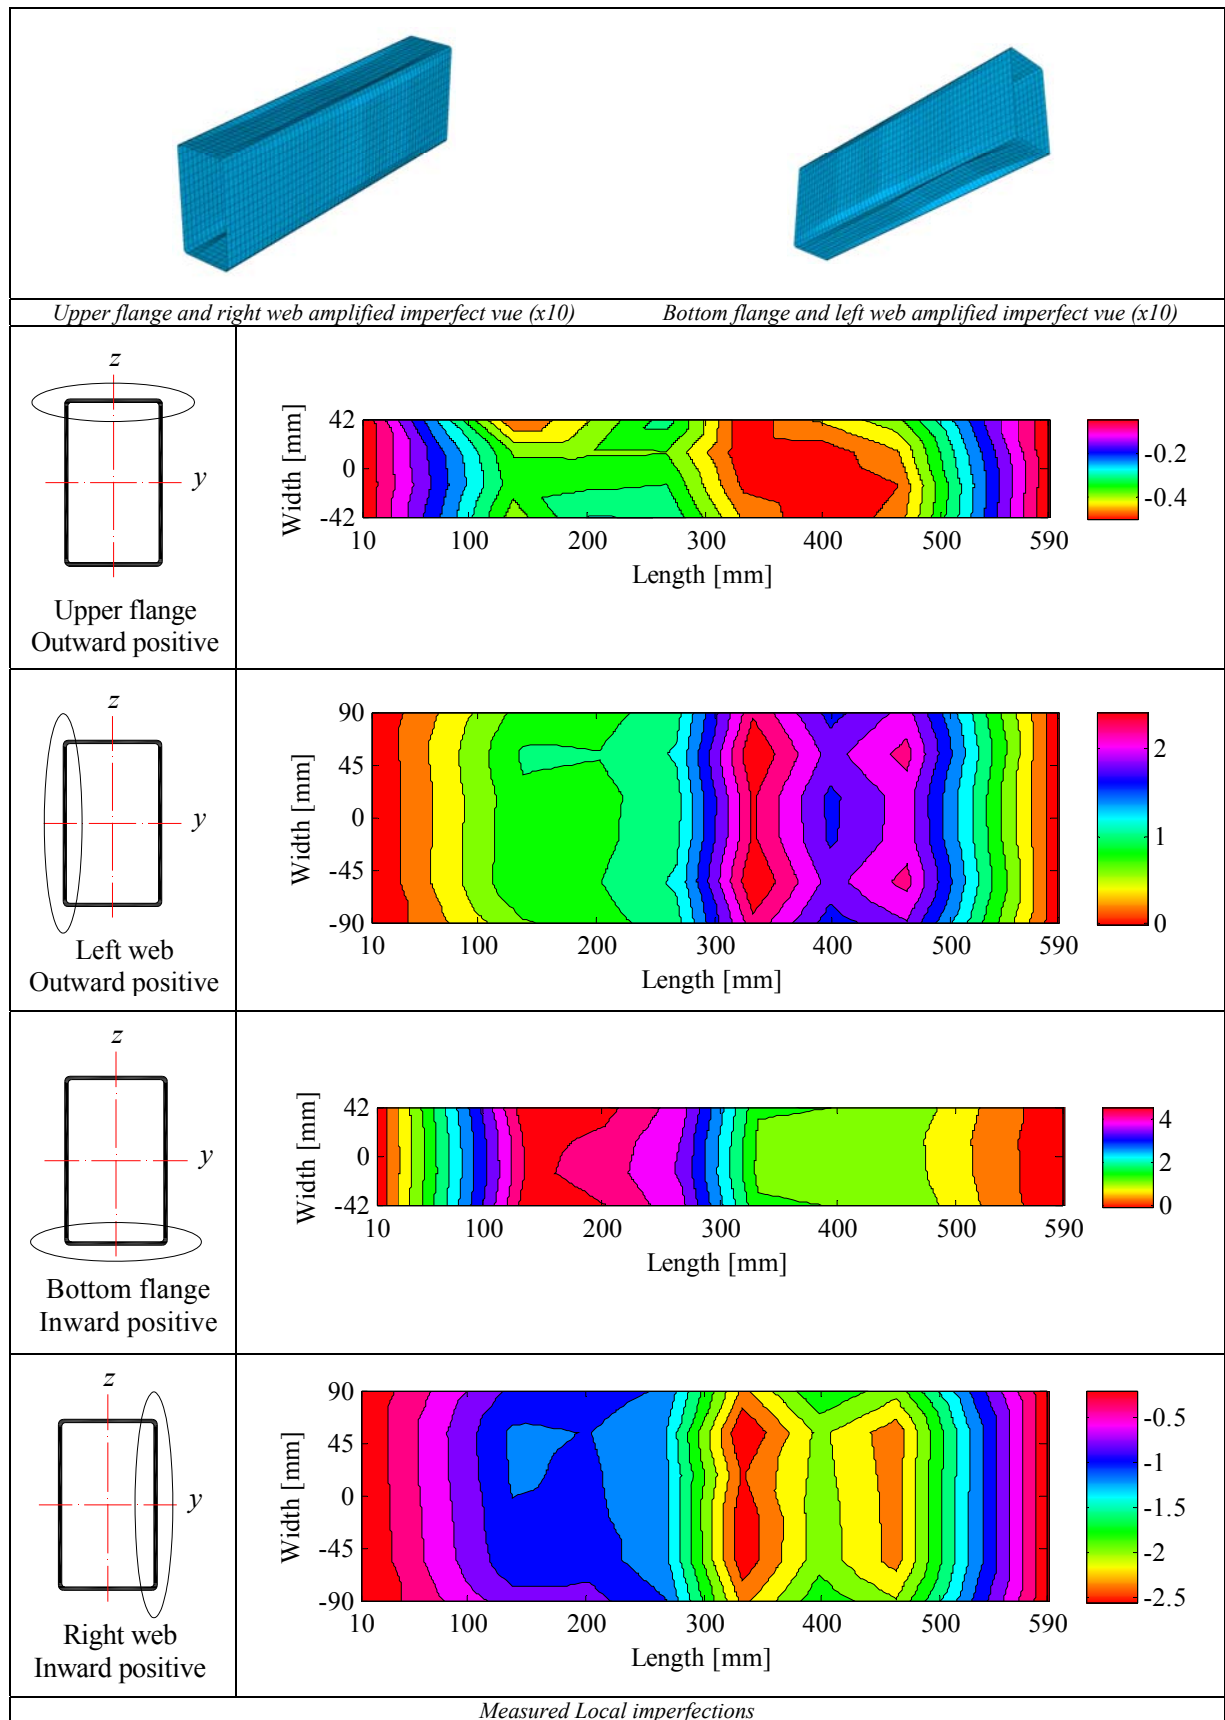 Upper flange and right web amplified imperfect vue (x10)
Bottom flange and left web amplified imperfect vue (x10)
z
y
Upper flange
Outward positive
Width [mm]
42
0
-42
10 100 200 300 400 500 590
Length [mm]
-0.2
-0.4
z
y
Left web
Outward positive
Width [mm]
90
45
0
-45
-90
10 100 200 300 400 500 590
Length [mm]
2
1
0
z
y
Bottom flange
Inward positive
Width [mm]
42
0
-42
10 100 200 300 400 500 590
Length [mm]
4
2
0
z
y
Right web
Inward positive
Width [mm]
90
45
0
-45
-90
10 100 200 300 400 500 590
Length [mm]
-0.5
-1
-1.5
-2
-2.5
Measured Local imperfections